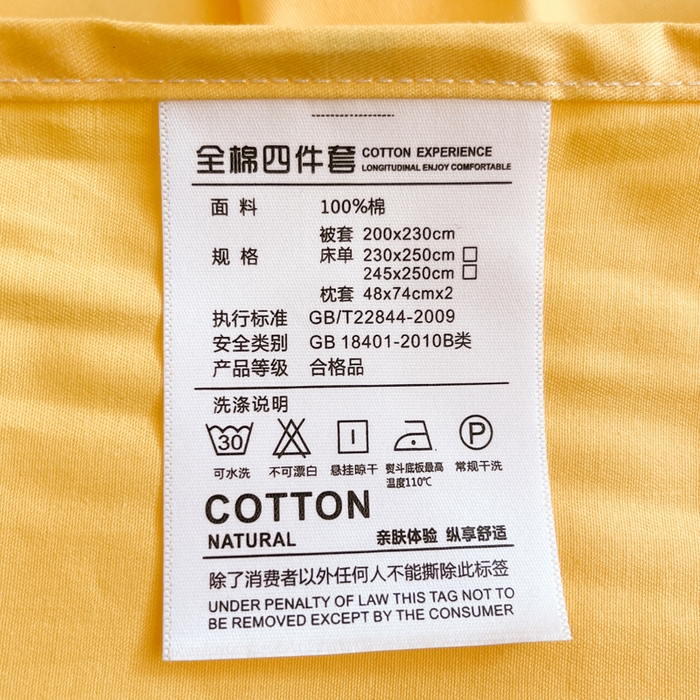 全棉四件套 COTTON EXPERIENCE
LONGITUDINAL ENJOY COMFORTABLE
面料 100%棉
规格 被套 200x230cm
床单 230x250cm
245x250cm
枕套 48x74cmx2
执行标准 GB/T22844-2009
安全类别 GB 18401-2010B类
产品等级 合格品
洗涤说明
30 P
可水洗 不可漂白 悬挂晾干 熨斗底板最高温度110℃ 常规干洗
COTTON
NATURAL 亲肤体验 纵享舒适
除了消费者以外任何人不能撕除此标签
UNDER PENALTY OF LAW THIS TAG NOT TO
BE REMOVED EXCEPT BY THE CONSUMER